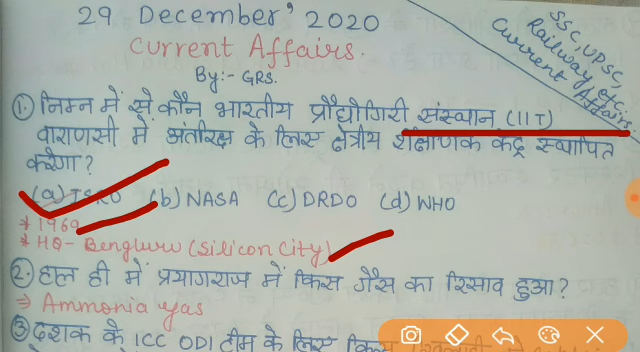 29 December' 2020
Current Affairs.
By:- GRS.
SSC, UPSC,
Railway etc.
Current Affairs
① निम्न में से कौन भारतीय प्रौद्योगिरी संस्थान (IIT)
वाराणसी में अंतरिक्ष के लिए क्षेत्रीय शैक्षणिक केंद्र स्थापित
करेगा?
(a) ISRO (b) NASA (c) DRDO (d) WHO
* 1969
* HQ - Bengluru (Silicon City)
② हाल ही में प्रयागराज में किस गैस का रिसाव हुआ?
⇒ Ammonia gas
③ दशक के ICC ODI टीम के लिए